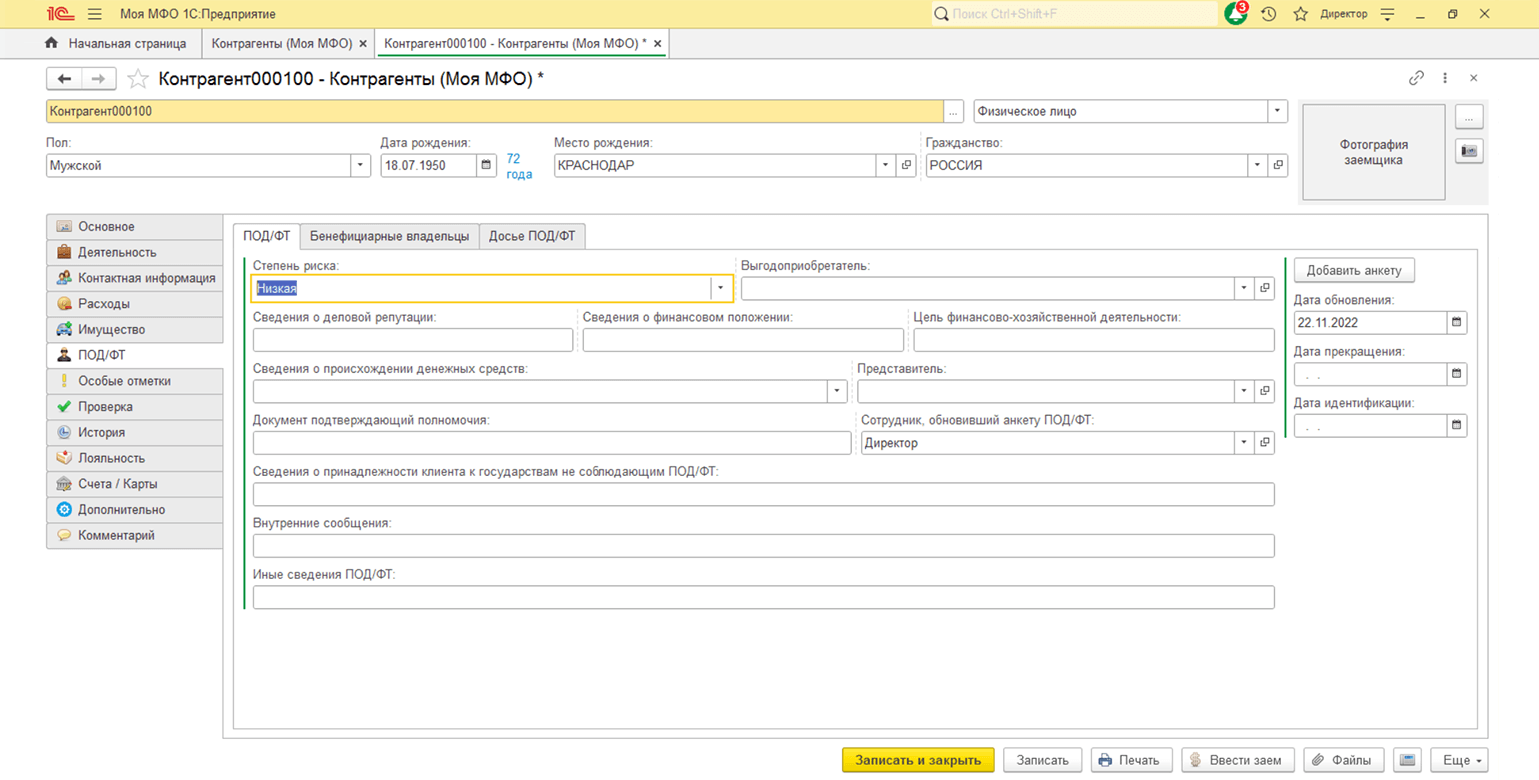 1С Моя МФО 1С:Предприятие Поиск Ctrl+Shift+F 3 Директор
Начальная страница Контрагенты (Моя МФО) × Контрагент000100 - Контрагенты (Моя МФО) * ×
Контрагент000100 - Контрагенты (Моя МФО) *
Контрагент000100 ... Физическое лицо
Фотография
заемщика
...
Пол: Дата рождения: Место рождения: Гражданство:
Мужской 18.07.1950 72 года КРАСНОДАР РОССИЯ
Основное
Деятельность
Контактная информация
Расходы
Имущество
ПОД/ФТ
Особые отметки
Проверка
История
Лояльность
Счета / Карты
Дополнительно
Комментарий
ПОД/ФТ Бенефициарные владельцы Досье ПОД/ФТ
Степень риска: Выгодоприобретатель:
Низкая
Сведения о деловой репутации: Сведения о финансовом положении: Цель финансово-хозяйственной деятельности:
Сведения о происхождении денежных средств: Представитель:
Документ подтверждающий полномочия: Сотрудник, обновивший анкету ПОД/ФТ:
Директор
Сведения о принадлежности клиента к государствам не соблюдающим ПОД/ФТ:
Внутренние сообщения:
Иные сведения ПОД/ФТ:
Добавить анкету
Дата обновления:
22.11.2022
Дата прекращения:
. .
Дата идентификации:
. .
Записать и закрыть Записать Печать Ввести заем Файлы Еще